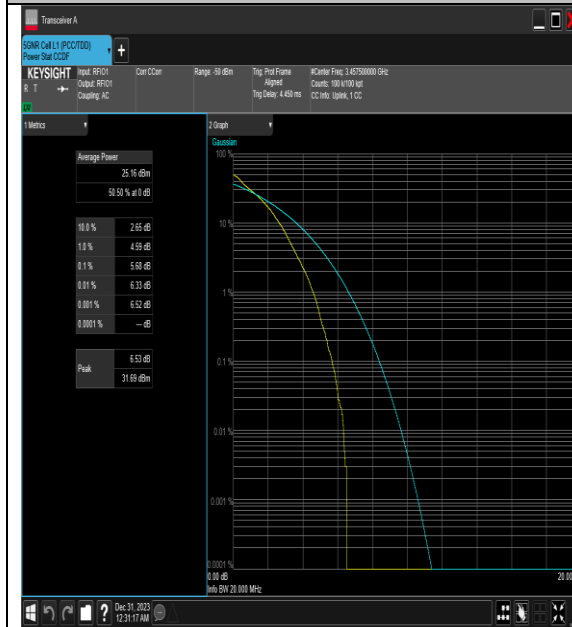 Transceiver A
5GNR Cell L1 (PCC/TDD)
Power Stat CCDF
KEYSIGHT
R T
Input: RFIO1
Output: RFIO1
Coupling: AC
Corr CCorr
Range: -50 dBm
Trig: Prot Frame
Aligned
Trig Delay: 4.450 ms
#Center Freq: 3.457500000 GHz
Counts: 100 k/100 kpt
CC Info: Uplink, 1 CC
1 Metrics
2 Graph
Gaussian
Average Power
25.16 dBm
50.50 % at 0 dB
10.0 % 2.65 dB
1.0 % 4.59 dB
0.1 % 5.68 dB
0.01 % 6.33 dB
0.001 % 6.52 dB
0.0001 % --- dB
Peak 6.53 dB
31.69 dBm
100 %
10 %
1 %
0.1 %
0.01 %
0.001 %
0.0001 %
0.00 dB
20.00
Info BW 20.000 MHz
Dec 31, 2023
12:31:17 AM